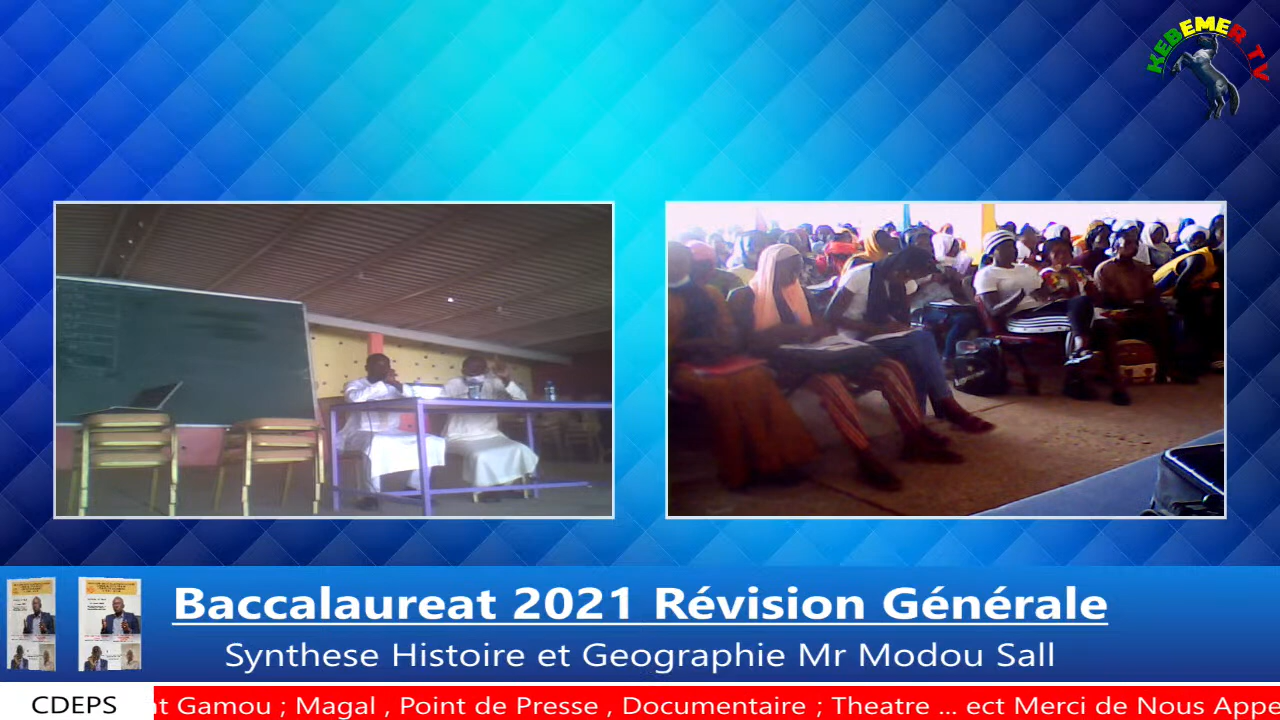 KEBEMER TV
Baccalaureat 2021 Révision Générale
Synthese Histoire et Geographie Mr Modou Sall
CDEPS
t Gamou ; Magal , Point de Presse , Documentaire ; Theatre ... ect Merci de Nous Appe